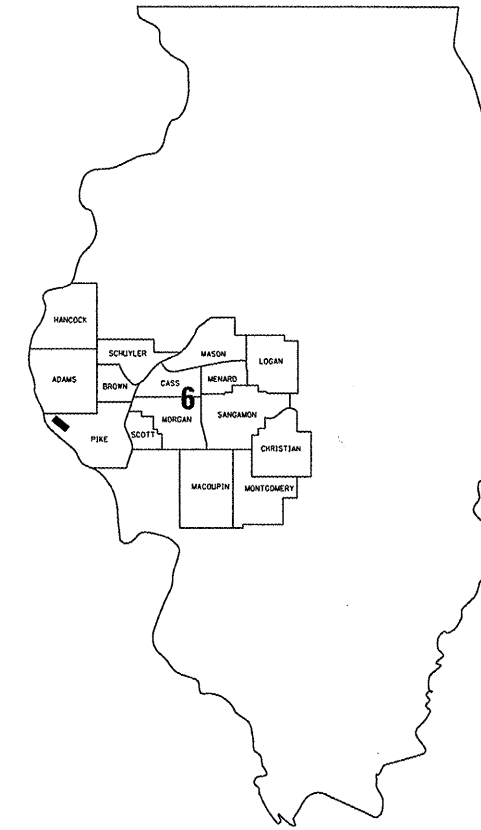 HANCOCK
SCHUYLER
MASON
LOGAN
ADAMS
BROWN
CASS
MENARD
6
PIKE
SCOTT
MORGAN
SANGAMON
CHRISTIAN
MACOUPIN
MONTGOMERY